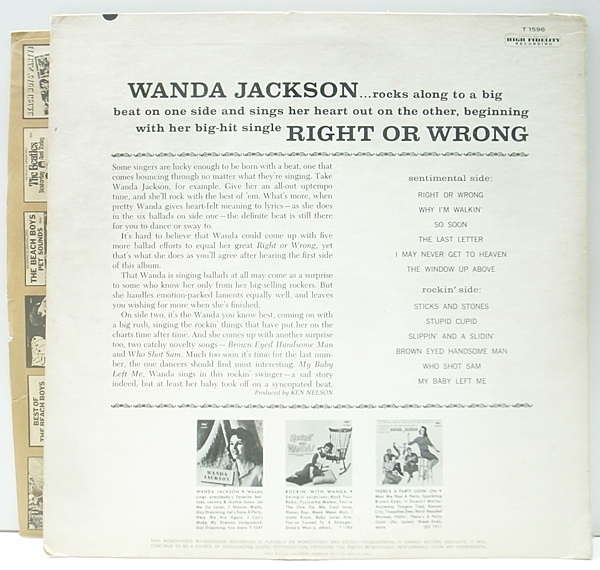 T 1596
HIGH FIDELITY
RECORDING
WANDA JACKSON...rocks along to a big
beat on one side and sings her heart out on the other, beginning
with her big-hit single RIGHT OR WRONG
Some singers are lucky enough to be born with a beat, one that
comes bouncing through no matter what they're singing. Take
Wanda Jackson, for example. Give her an all-out uptempo
tune, and she'll rock with the best of 'em. What's more, when
pretty Wanda gives heart-felt meaning to lyrics—as she does
in the six ballads on side one—the definite beat is still there
for you to dance or sway to.
It's hard to believe that Wanda could come up with five
more ballad efforts to equal her great Right or Wrong, yet
that's what she does as you'll agree after hearing the first side
of this album.
That Wanda is singing ballads at all may come as a surprise
to some who know her only from her big-selling rockers. But
she handles emotion-packed laments equally well, and leaves
you wishing for more when she's finished.
On side two, it's the Wanda you know best, coming on with
a big rush, singing the rockin' things that have put her on the
charts time after time. And she comes up with another surprise
too, two catchy novelty songs—Brown Eyed Handsome Man
and Who Shot Sam. Much too soon it's time for the last num-
ber, the one dancers should find most interesting. My Baby
Left Me, Wanda sings in this rockin' swinger—a sad story
indeed, but at least her baby took off on a syncopated beat.
Produced by KEN NELSON
sentimental side:
RIGHT OR WRONG
WHY I'M WALKIN'
SO SOON
THE LAST LETTER
I MAY NEVER GET TO HEAVEN
THE WINDOW UP ABOVE
rockin' side:
STICKS AND STONES
STUPID CUPID
SLIPPIN' AND A SLIDIN'
BROWN EYED HANDSOME MAN
WHO SHOT SAM
MY BABY LEFT ME
WANDA
JACKSON
WANDA JACKSON • Wanda
ROCKIN' WITH WANDA •
THERE'S A PARTY GOIN' ON •
The Beatles
THE BEACH BOYS
PET SOUNDS
BEST OF
THE BEACH BOYS